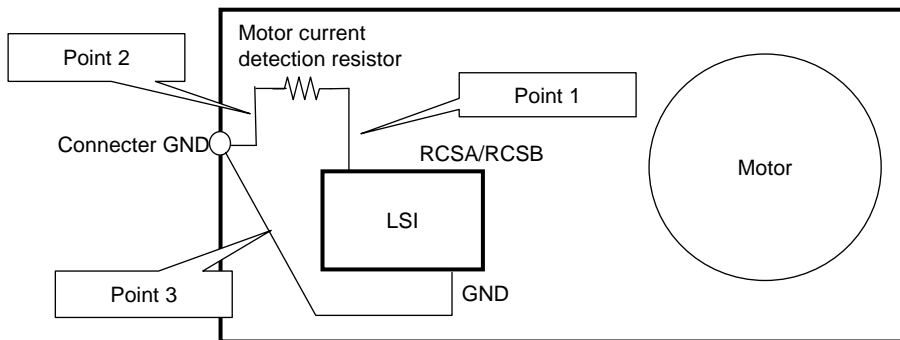 Motor current
detection resistor
Point 2
Point 1
Connecter GND
RCSA/RCSB
Motor
LSI
Point 3
GND